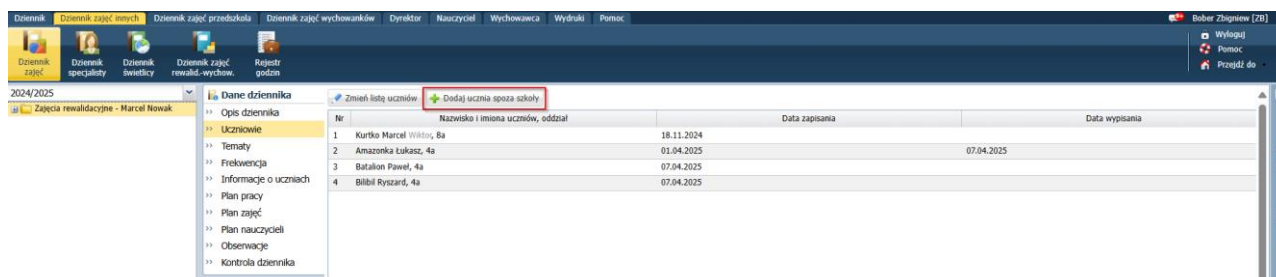 Dziennik Dziennik zajęć innych Dziennik zajęć przedszkola Dziennik zajęć wychowanków Dyrektor Nauczyciel Wychowawca Wydruki Pomoc Bober Zbigniew [ZB]
Dziennik zajęć
Dziennik specjalisty
Dziennik świetlicy
Dziennik zajęć rewalid.-wychow.
Rejestr godzin
Wyloguj
Pomoc
Przejdź do
2024/2025
Zajęcia rewalidacyjne - Marcel Nowak
Dane dziennika
Opis dziennika
Uczniowie
Tematy
Frekwencja
Informacje o uczniach
Plan pracy
Plan zajęć
Plan nauczycieli
Obserwacje
Kontrola dziennika
Zmień listę uczniów Dodaj ucznia spoza szkoły
Nr Nazwisko i imiona uczniów, oddział Data zapisania Data wypisania
1 Kurtko Marcel Wiktor, 8a 18.11.2024
2 Amazonka Łukasz, 4a 01.04.2025 07.04.2025
3 Batalion Paweł, 4a 07.04.2025
4 Bilibil Ryszard, 4a 07.04.2025